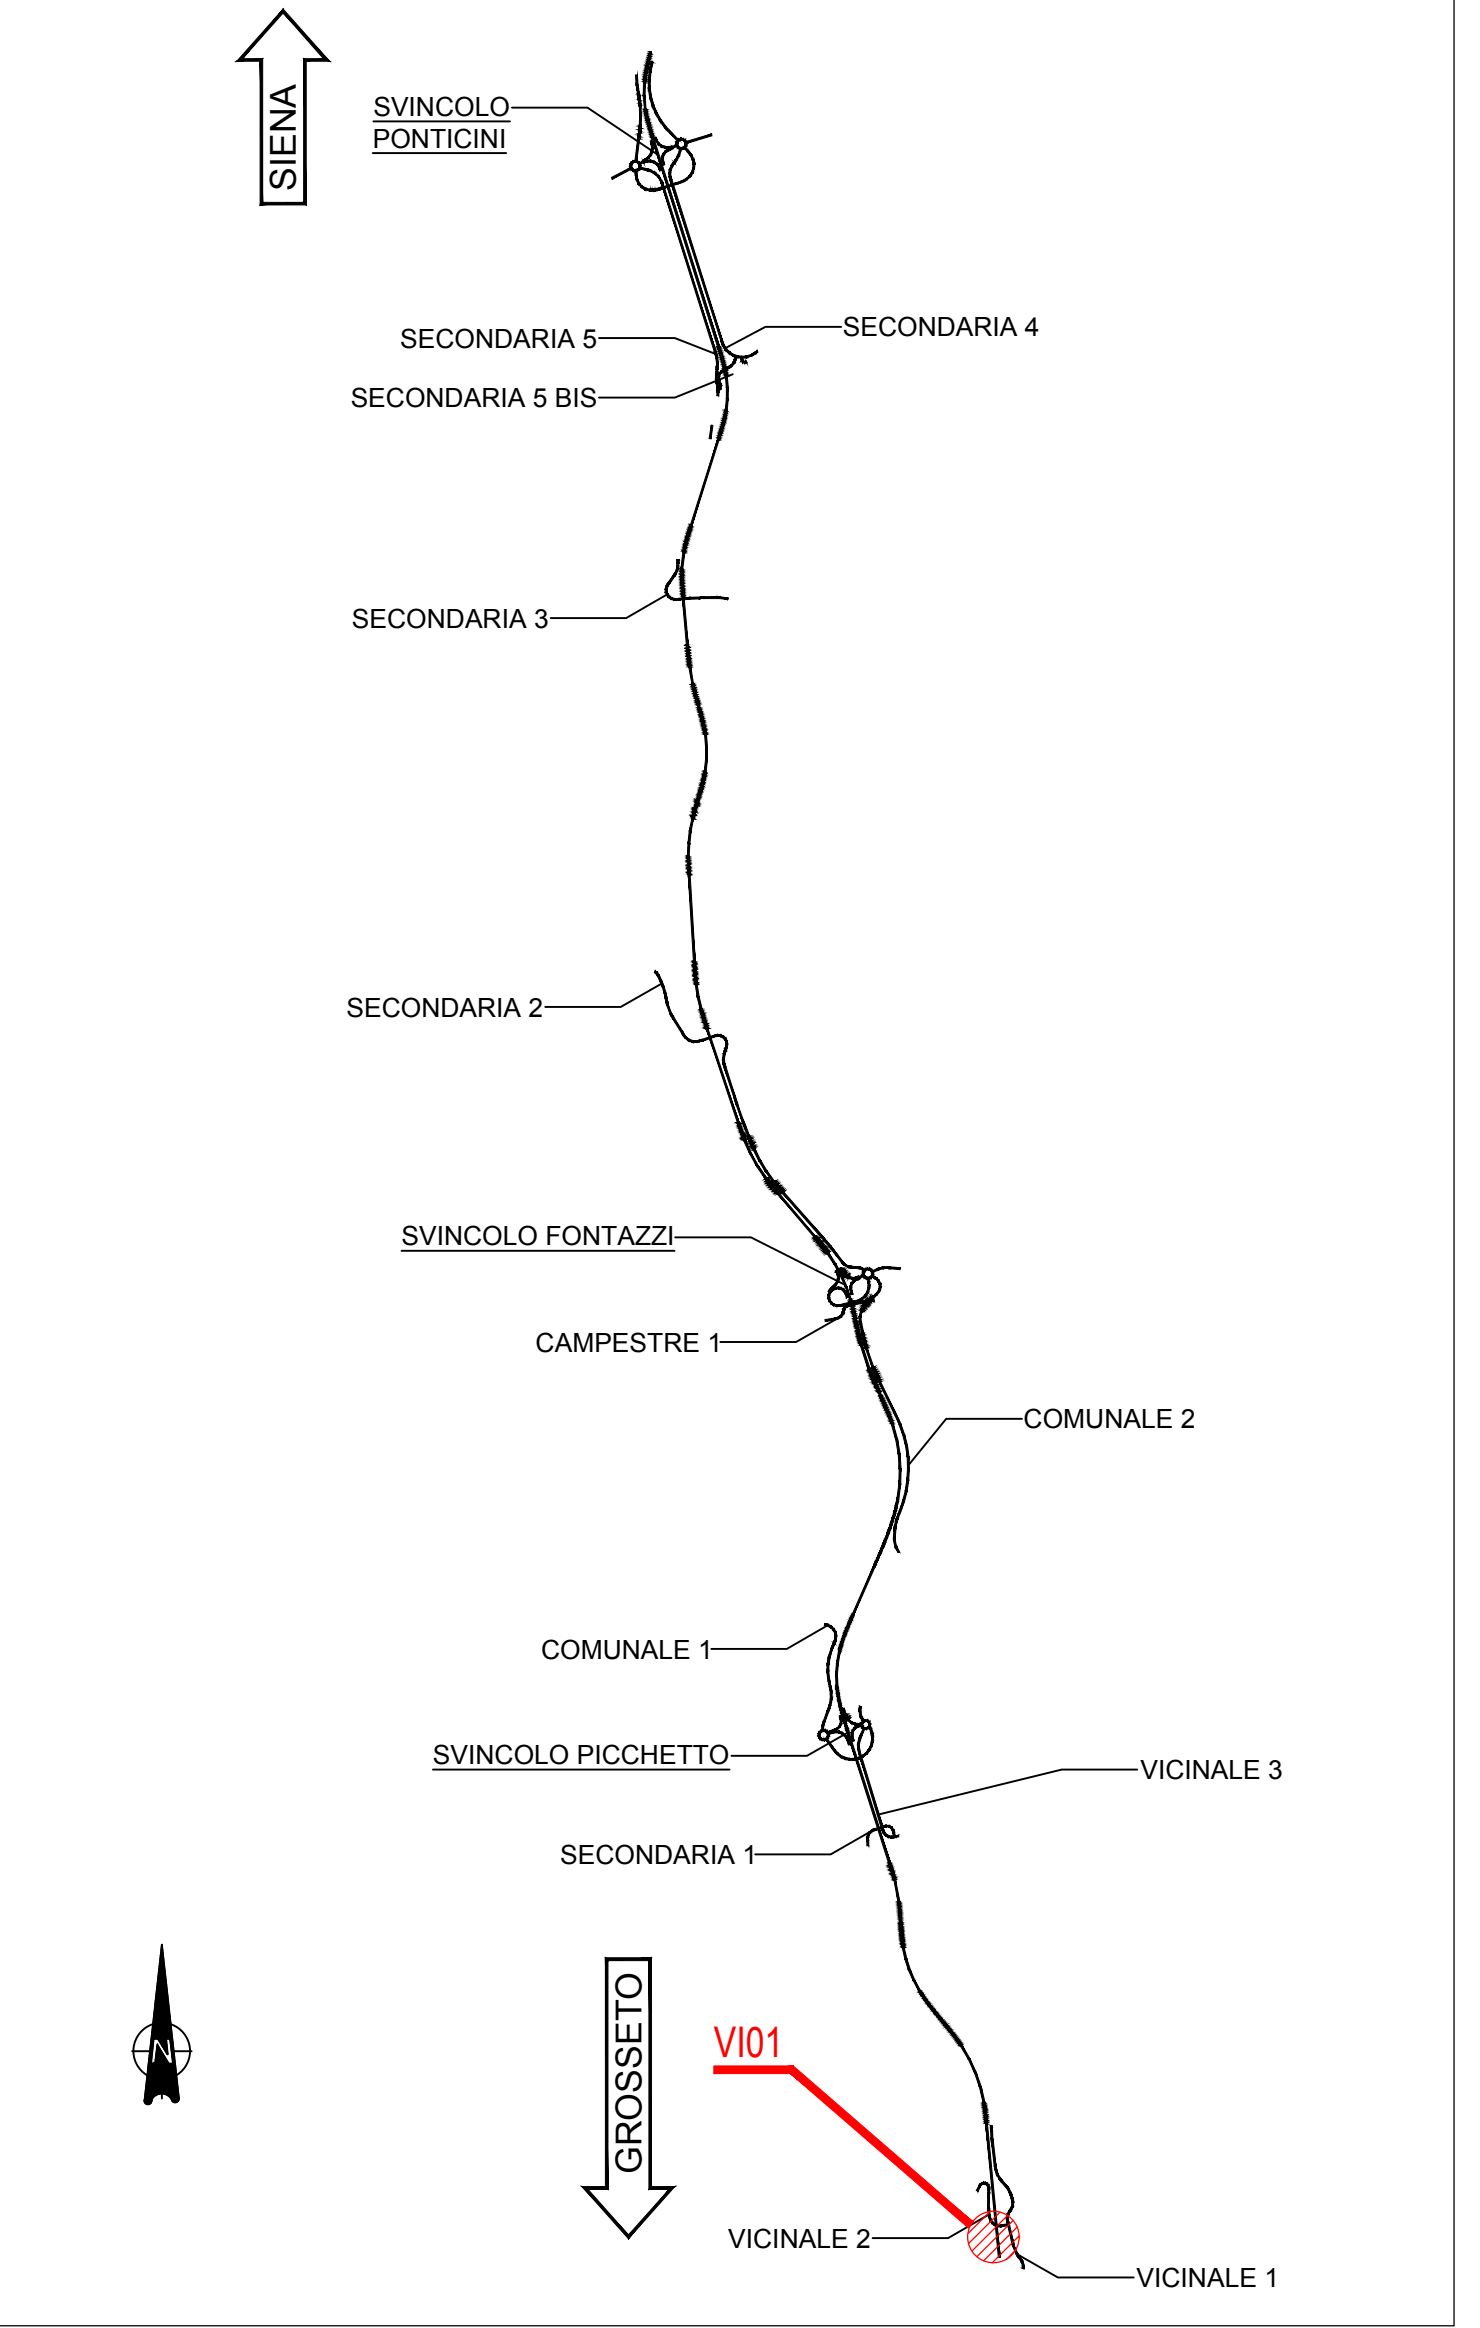 SIENA
SVINCOLO
PONTICINI
SECONDARIA 4
SECONDARIA 5
SECONDARIA 5 BIS
SECONDARIA 3
SECONDARIA 2
SVINCOLO FONTAZZI
CAMPESTRE 1
COMUNALE 2
COMUNALE 1
SVINCOLO PICCHETTO
VICINALE 3
SECONDARIA 1
GROSSETO
VI01
N
VICINALE 2
VICINALE 1